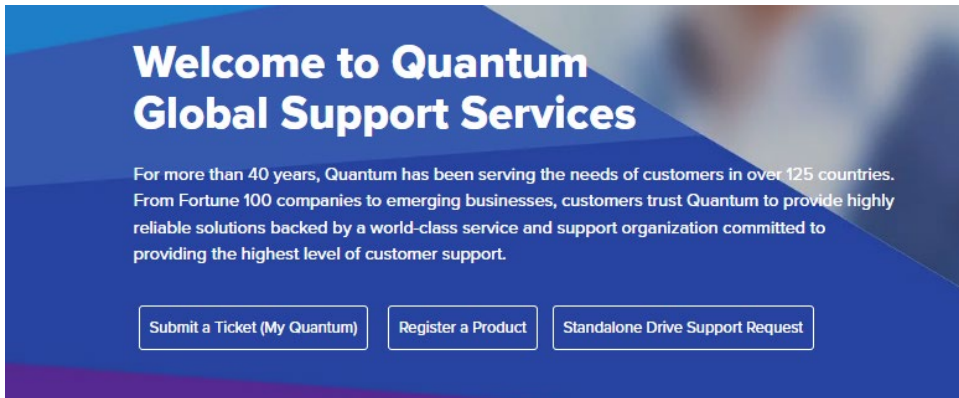 Welcome to Quantum
Global Support Services
For more than 40 years, Quantum has been serving the needs of customers in over 125 countries.
From Fortune 100 companies to emerging businesses, customers trust Quantum to provide highly
reliable solutions backed by a world-class service and support organization committed to
providing the highest level of customer support.
Submit a Ticket (My Quantum) Register a Product Standalone Drive Support Request